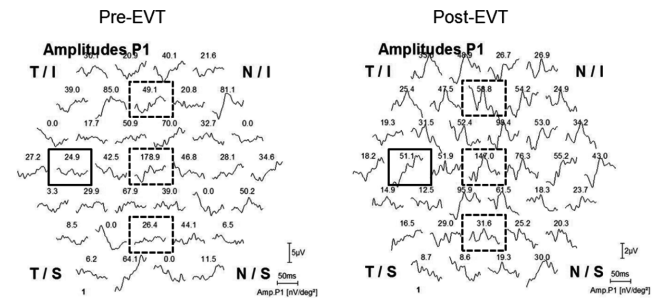 Pre-EVT
Amplitudes P1
40.1 21.6
T / I N / I
39.0 85.0 49.1 20.8 81.1
0.0 17.7 50.9 70.0 32.7 0.0
27.2 24.9 42.5 178.9 46.8 28.1 34.6
3.3 29.9 67.9 39.0 0.0 50.2
8.5 0.0 26.4 44.1 6.5
5µV
6.2 64.1 0.0 11.5
T / S N / S
50ms
1
Amp.P1 [nV/deg²]
Post-EVT
Amplitudes P1
26.7 26.9
T / I N / I
25.4 47.5 54.2 24.9
19.3 31.5 52.4 53.0 34.2
18.2 51.1 51.9 147.0 76.3 55.2 43.0
14.9 12.5 95.9 61.5 18.3 23.7
16.5 29.0 31.6 25.2 20.3
2µV
8.7 8.6 19.3 30.0
T / S N / S
50ms
1
Amp.P1 [nV/deg²]